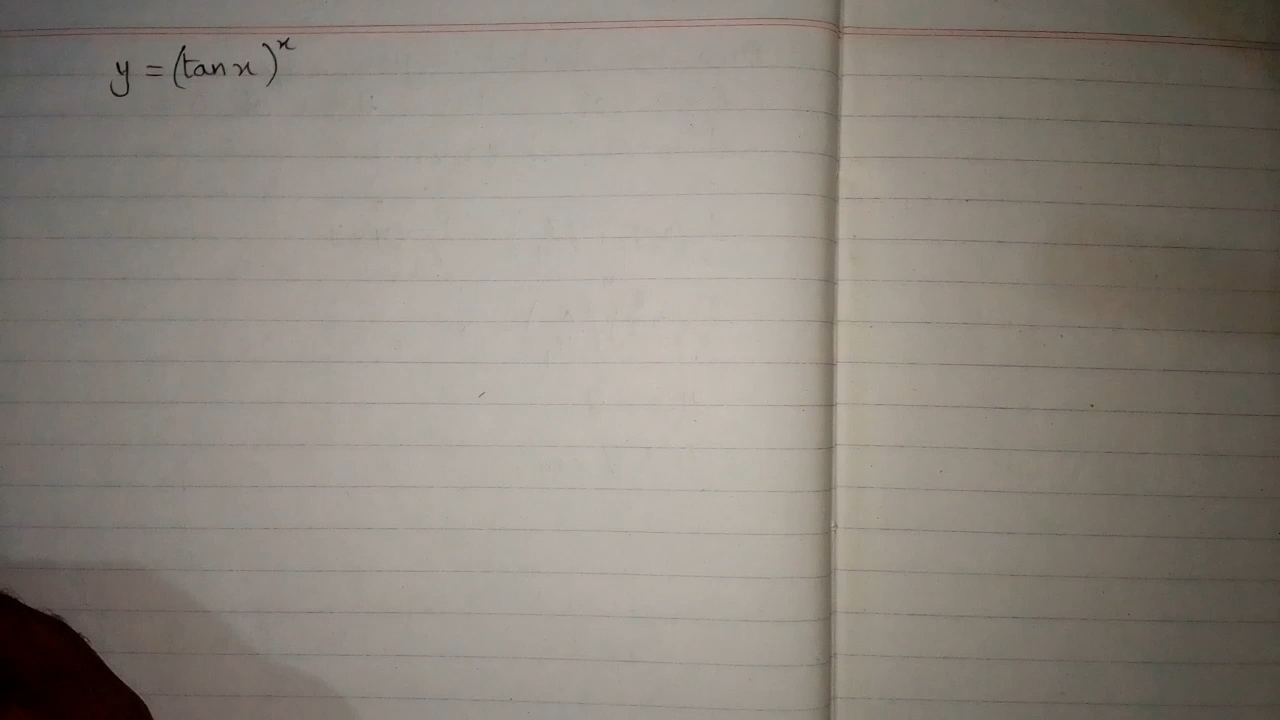 y = (tan x)^x